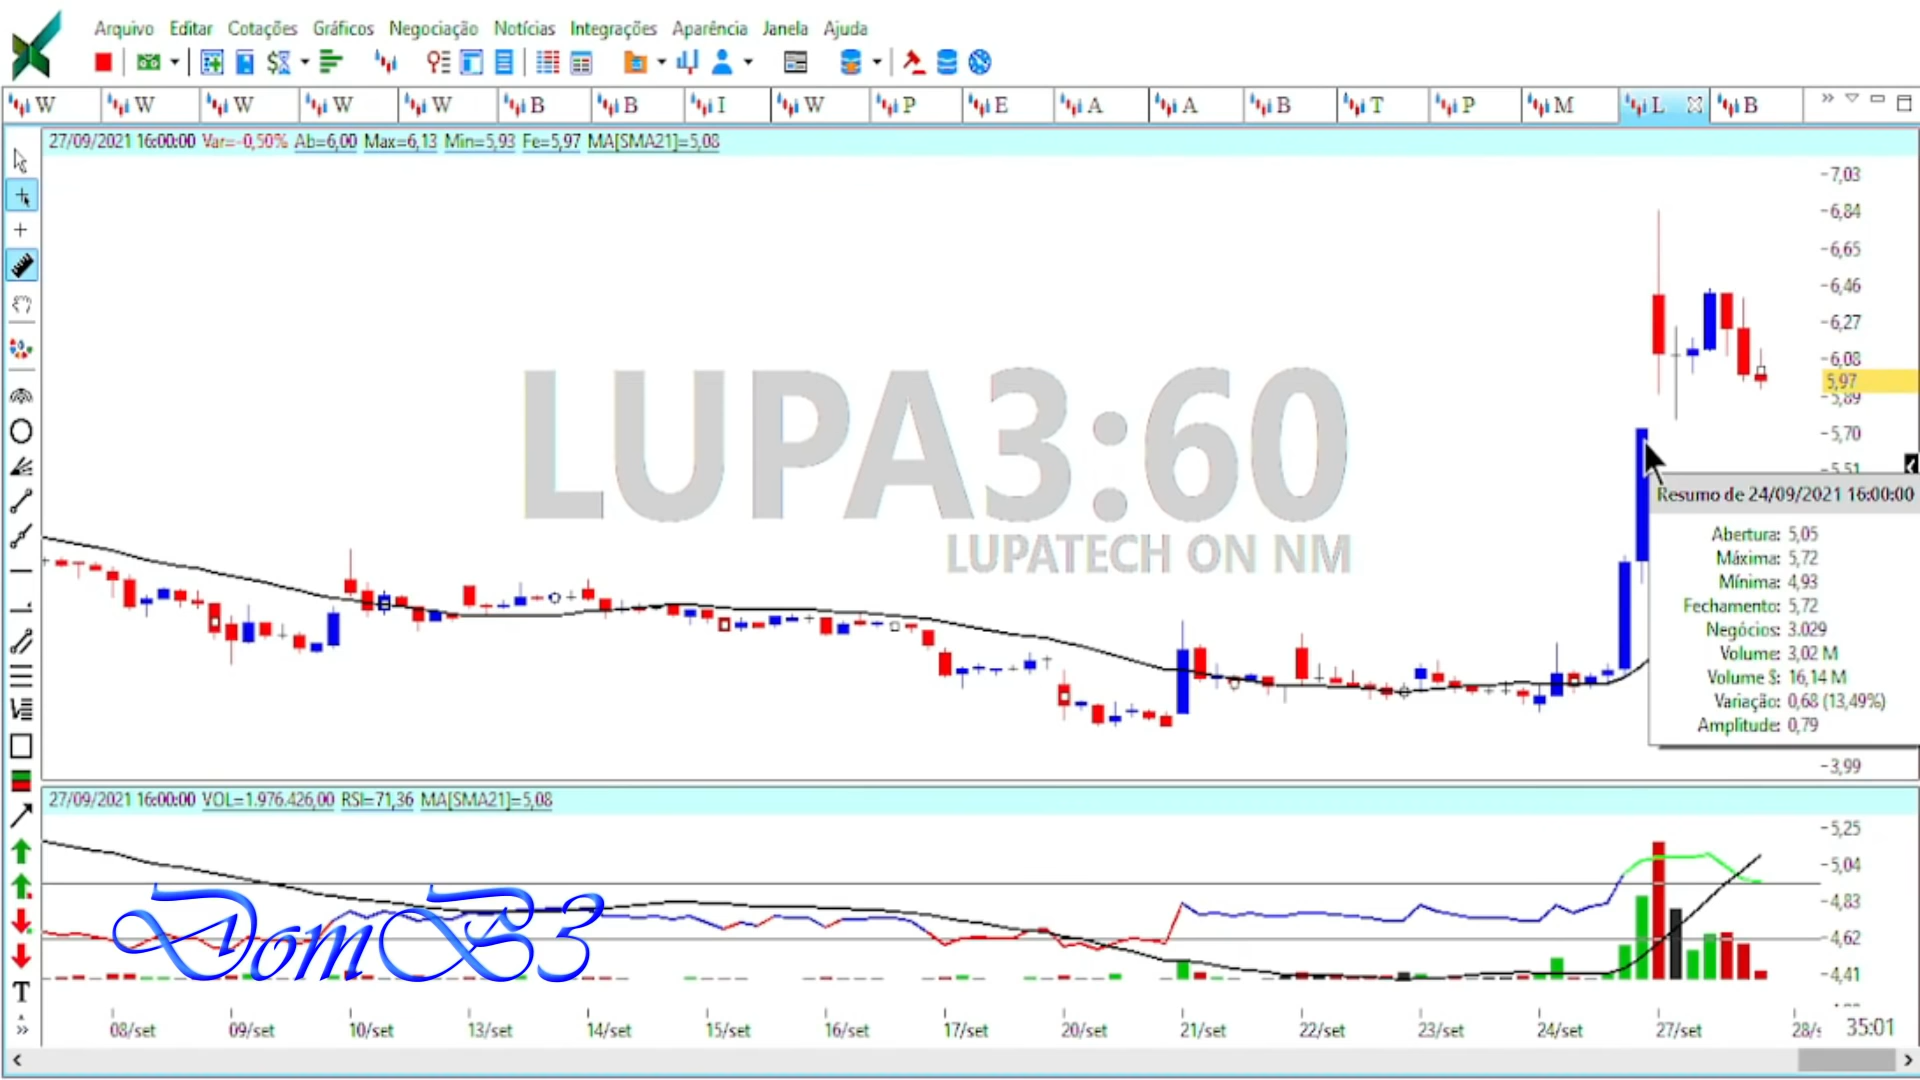 Arquivo Editar Cotações Gráficos Negociação Notícias Integrações Aparência Janela Ajuda
W W W W W B B I W P E A A B T P M L B
27/09/2021 16:00:00 Var=-0,50% Ab=6,00 Max=6,13 Min=5,93 Fe=5,97 MA[SMA21]=5,08
7,03
6,84
6,65
6,46
6,27
6,08
5,97
5,89
5,70
5,51
LUPA3:60
LUPATECH ON NM
Resumo de 24/09/2021 16:00:00
Abertura: 5,05
Máxima: 5,72
Mínima: 4,93
Fechamento: 5,72
Negócios: 3.029
Volume: 3,02 M
Volume $: 16,14 M
Variação: 0,68 (13,49%)
Amplitude: 0,79
3,99
27/09/2021 16:00:00 VOL=1.976.426,00 RSI=71,36 MA[SMA21]=5,08
5,25
5,04
4,83
4,62
4,41
DomB3
T
08/set 09/set 10/set 13/set 14/set 15/set 16/set 17/set 20/set 21/set 22/set 23/set 24/set 27/set 28/s 35:01